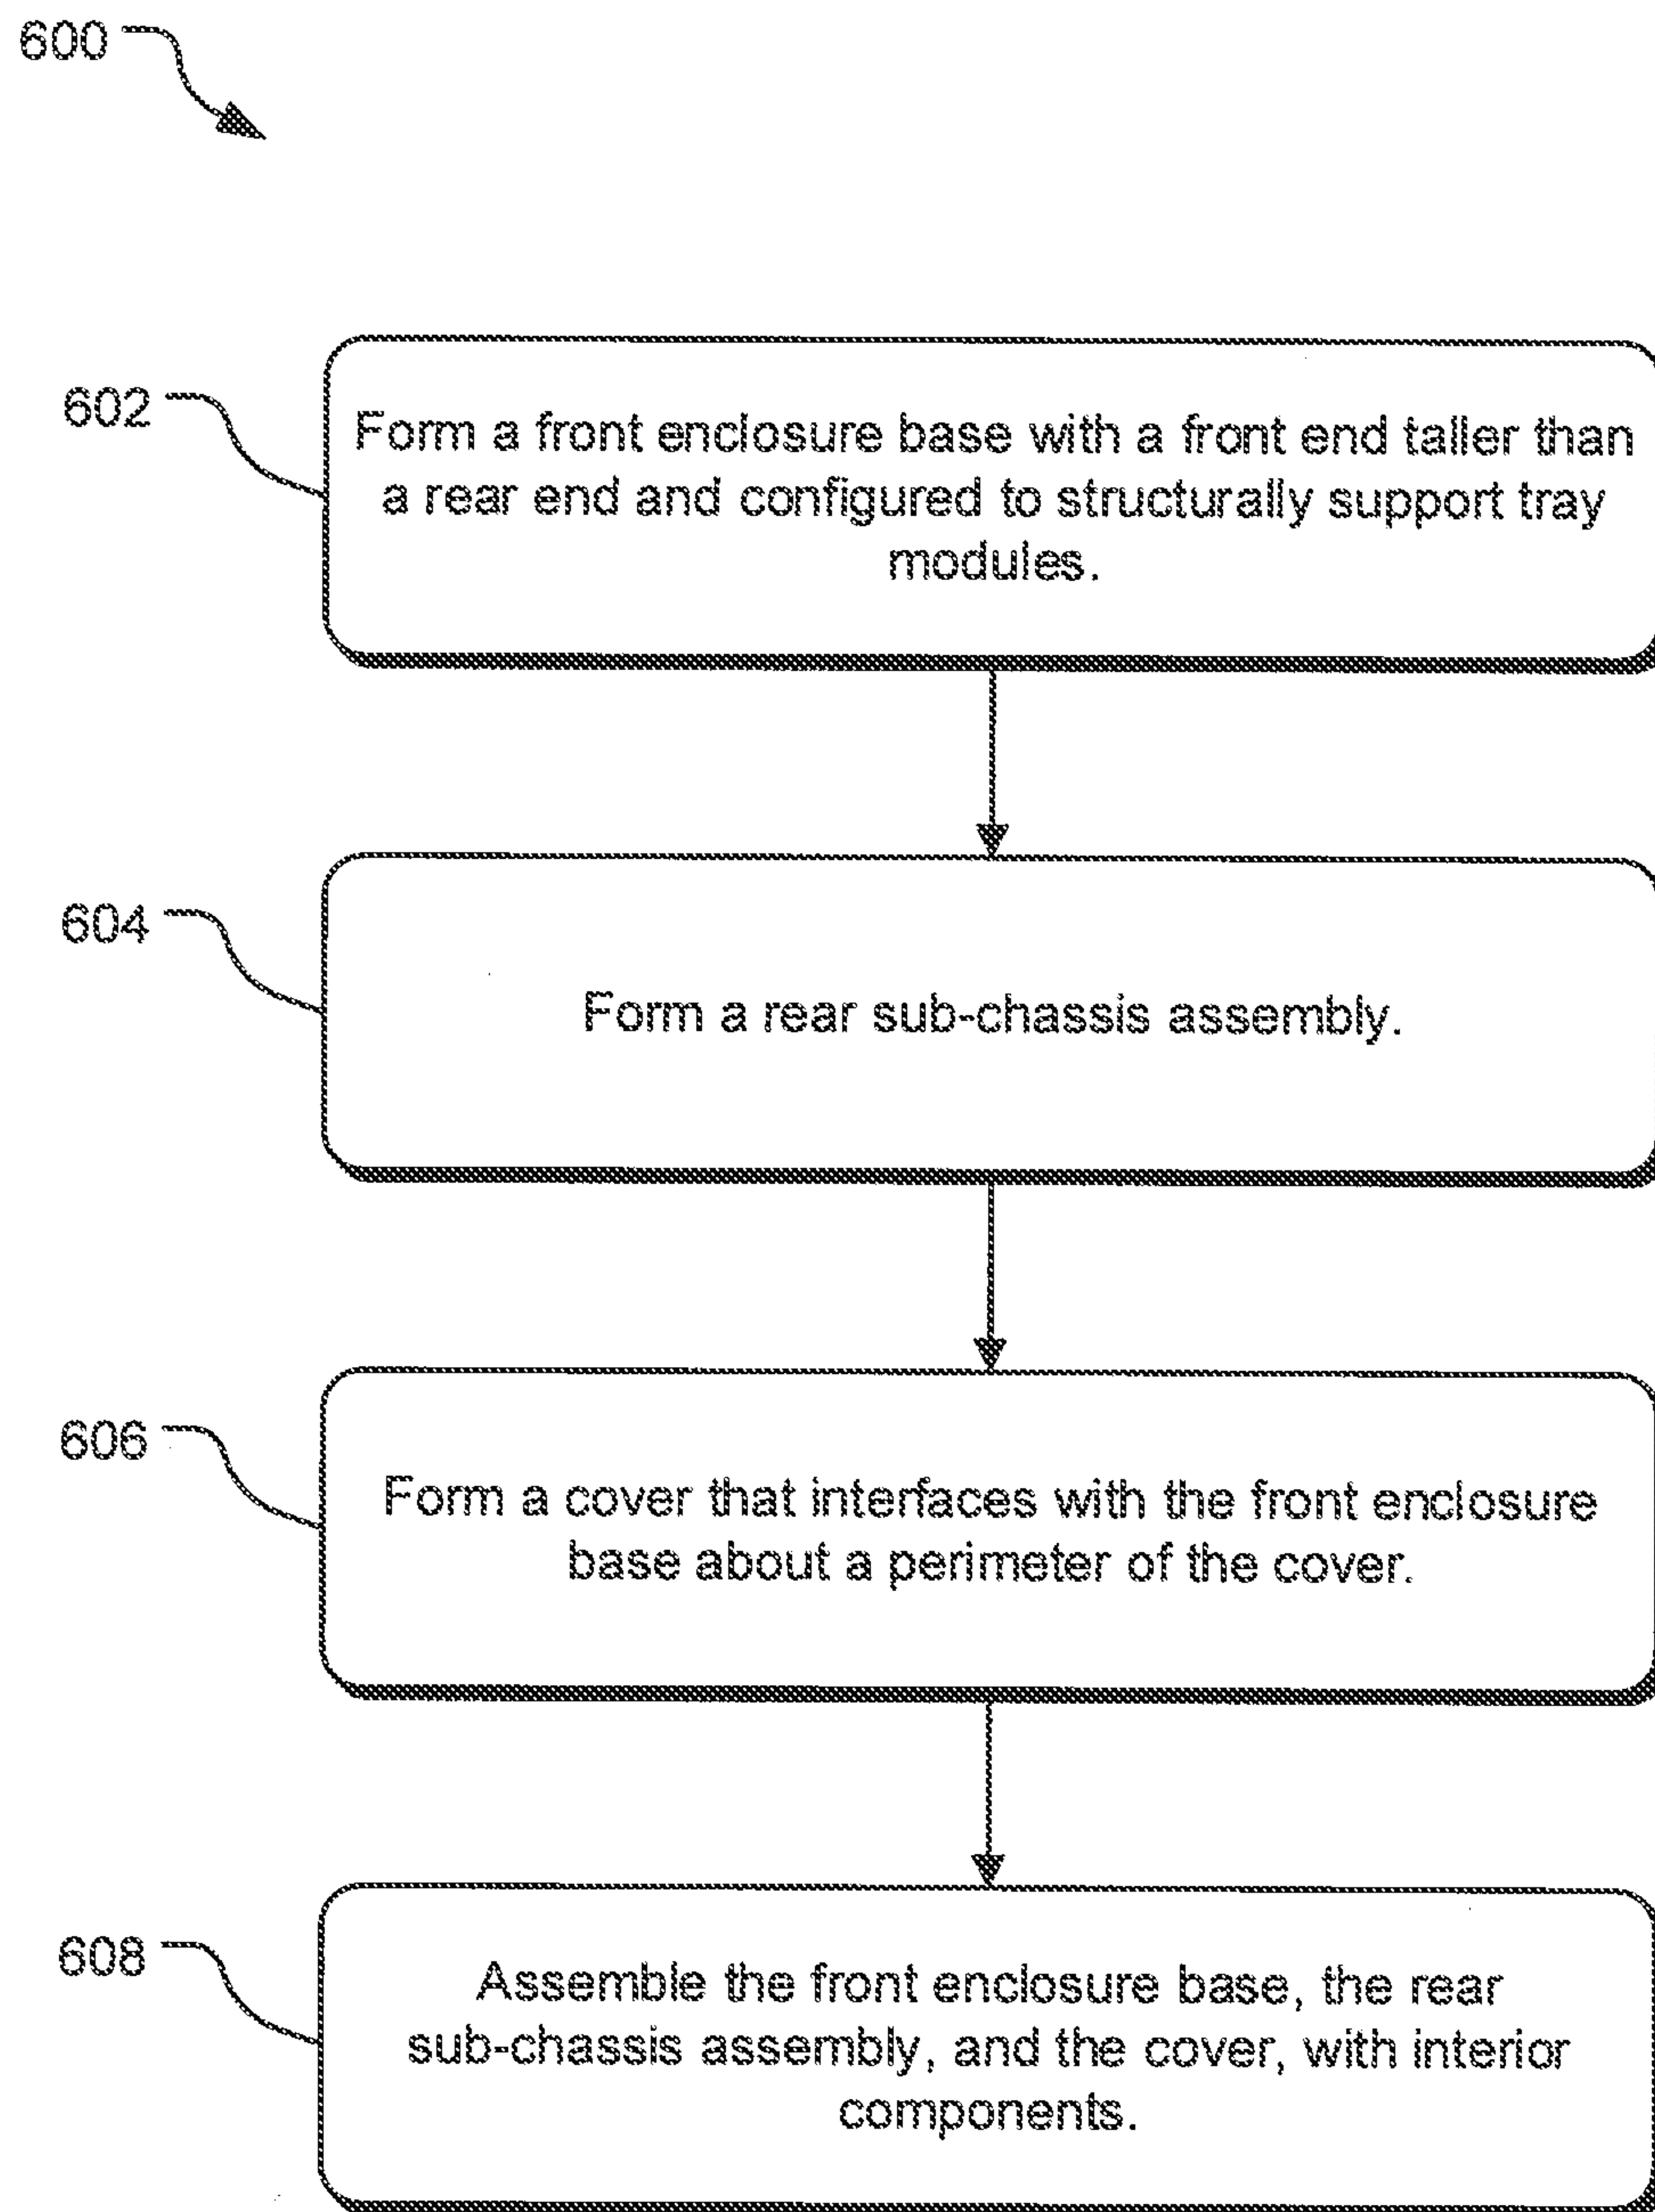 600
602
Form a front enclosure base with a front end taller than
a rear end and configured to structurally support tray
modules.
604
Form a rear sub-chassis assembly.
606
Form a cover that interfaces with the front enclosure
base about a perimeter of the cover.
608
Assemble the front enclosure base, the rear
sub-chassis assembly, and the cover, with interior
components.